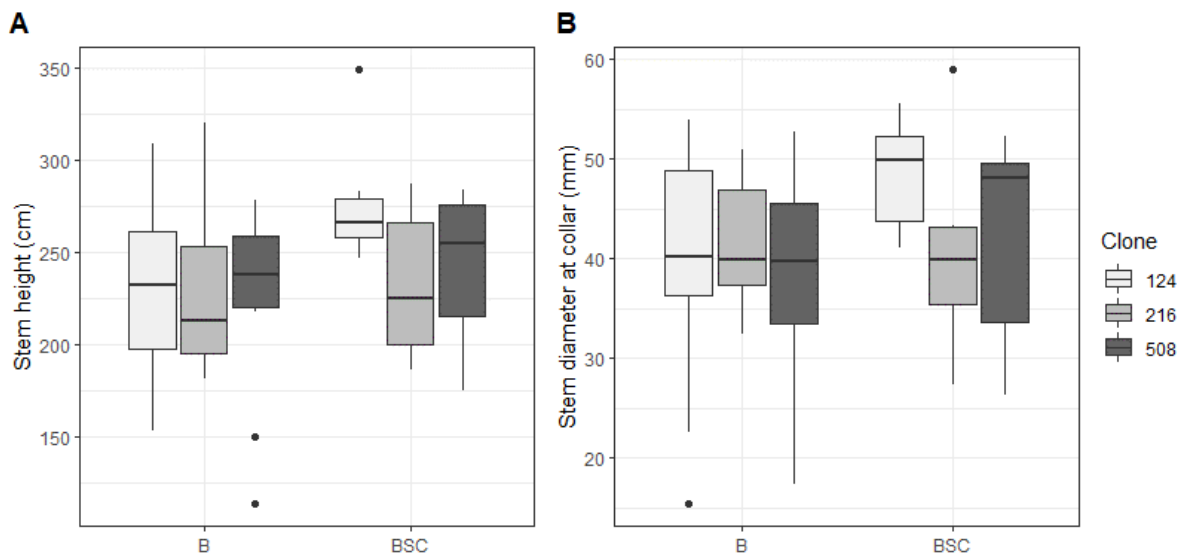 A
Stem height (cm)
350
300
250
200
150
B
BSC
B
Stem diameter at collar (mm)
60
50
40
30
20
B
BSC
Clone
124
216
508